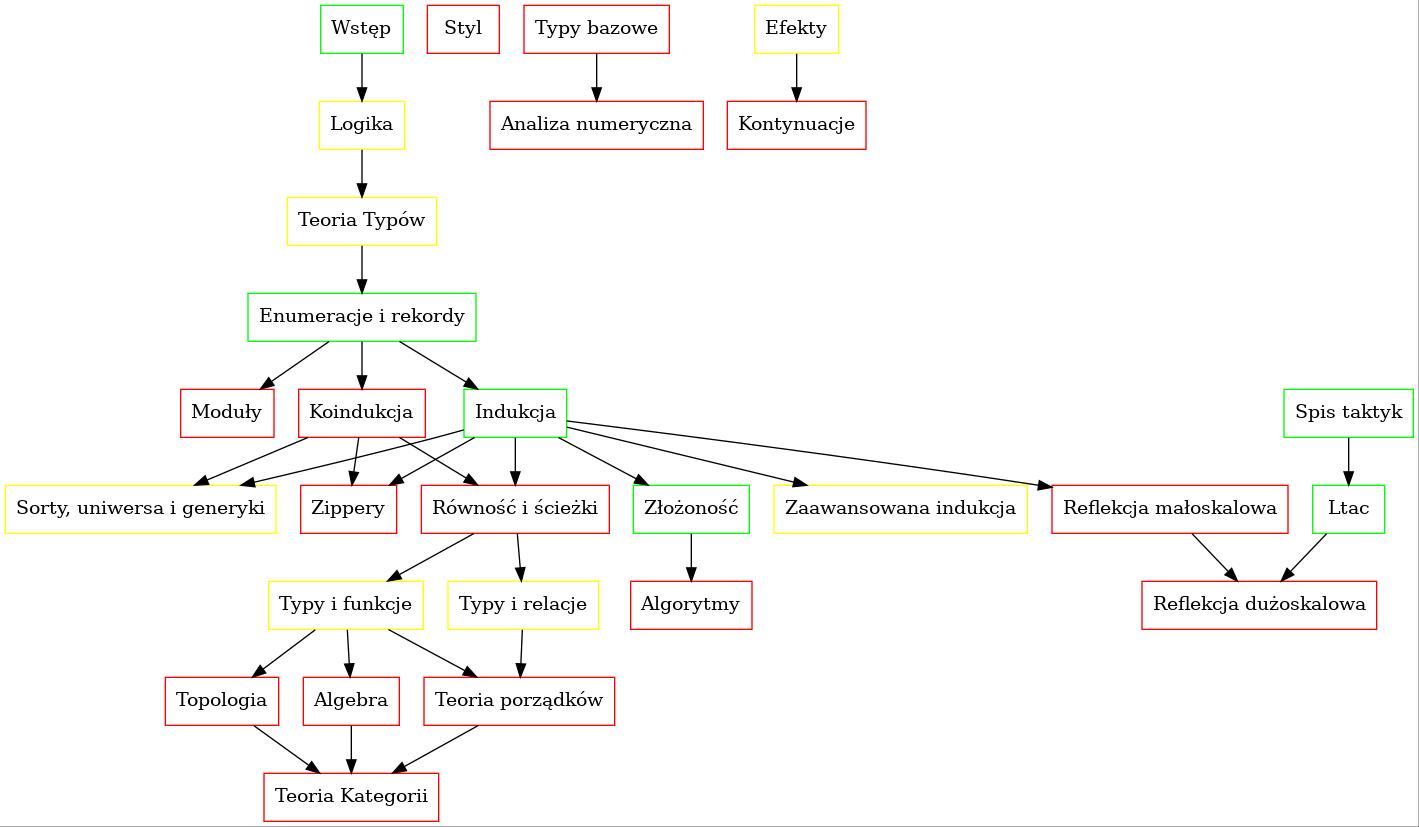 Wstęp
Styl
Typy bazowe
Efekty
Logika
Analiza numeryczna
Kontynuacje
Teoria Typów
Enumeracje i rekordy
Moduły
Koindukcja
Indukcja
Spis taktyk
Sorty, uniwersa i generyki
Zippery
Równość i ścieżki
Złożoność
Zaawansowana indukcja
Reflekcja małoskalowa
Ltac
Typy i funkcje
Typy i relacje
Algorytmy
Reflekcja dużoskalowa
Topologia
Algebra
Teoria porządków
Teoria Kategorii